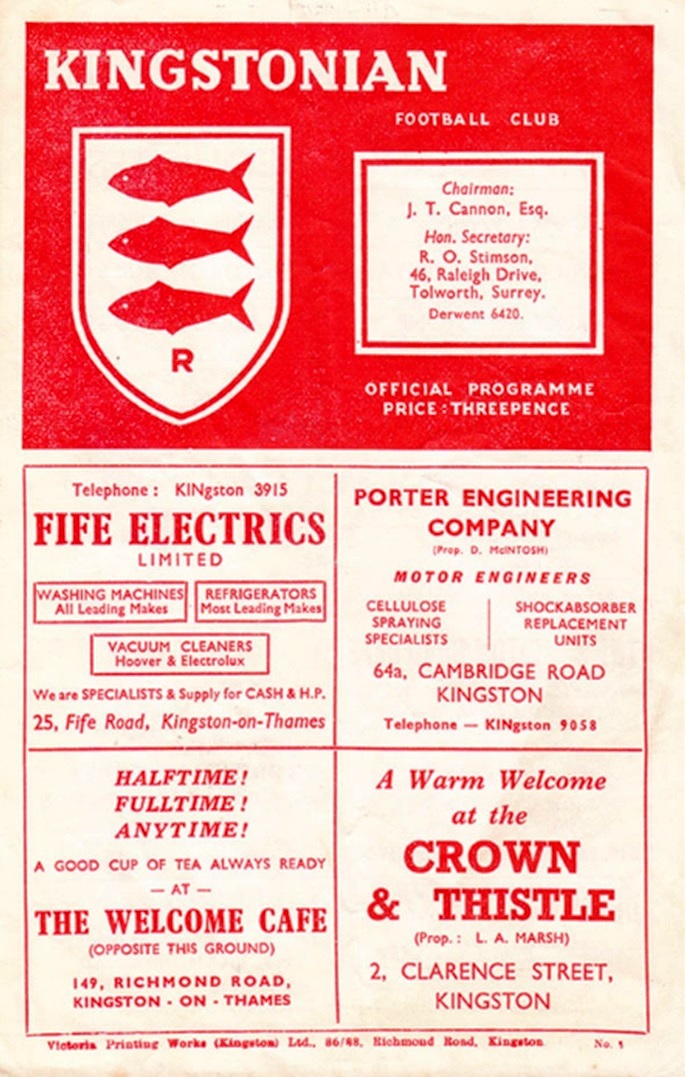 KINGSTONIAN
FOOTBALL CLUB
Chairman:
J. T. Cannon, Esq.
Hon. Secretary:
R. O. Stimson,
46, Raleigh Drive,
Tolworth, Surrey.
Derwent 6420.
R
OFFICIAL PROGRAMME
PRICE : THREEPENCE
Telephone : KINgston 3915
FIFE ELECTRICS
LIMITED
WASHING MACHINES
All Leading Makes
REFRIGERATORS
Most Leading Makes
VACUUM CLEANERS
Hoover & Electrolux
We are SPECIALISTS & Supply for CASH & H.P.
25, Fife Road, Kingston-on-Thames
PORTER ENGINEERING
COMPANY
(Prop. D. McINTOSH)
MOTOR ENGINEERS
CELLULOSE
SPRAYING
SPECIALISTS
SHOCKABSORBER
REPLACEMENT
UNITS
64a, CAMBRIDGE ROAD
KINGSTON
Telephone — KINgston 9058
HALFTIME!
FULLTIME!
ANYTIME!
A GOOD CUP OF TEA ALWAYS READY
— AT —
THE WELCOME CAFE
(OPPOSITE THIS GROUND)
149, RICHMOND ROAD,
KINGSTON - ON - THAMES
A Warm Welcome
at the
CROWN
& THISTLE
(Prop. : L. A. MARSH)
2, CLARENCE STREET,
KINGSTON
Victoria Printing Works (Kingston) Ltd., 86/88, Richmond Road, Kingston
No.